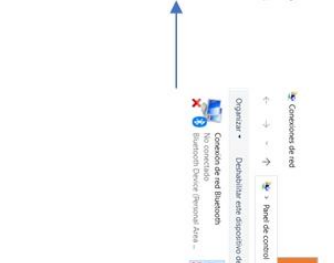 Conexiones de red
Panel de control
Organizar
Deshabilitar este dispositivo de
Conexión de red Bluetooth
No conectado
Bluetooth Device (Personal Area ...